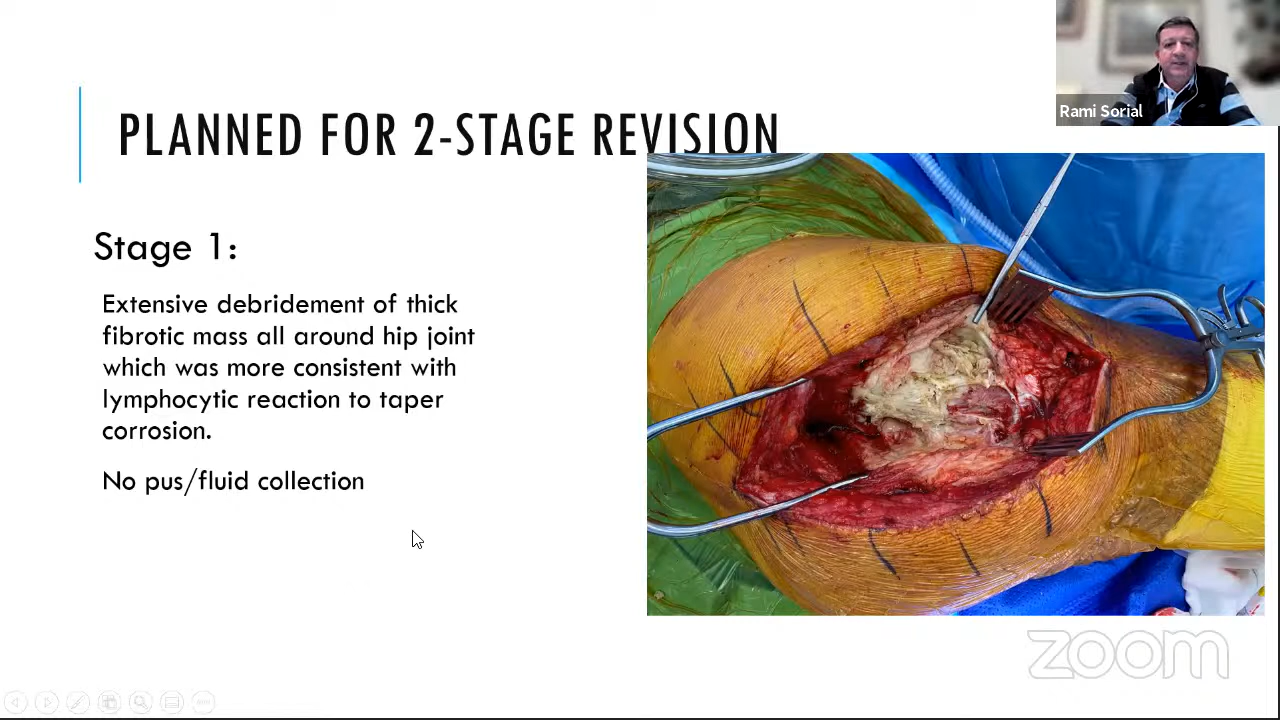 Rami Sorial
PLANNED FOR 2-STAGE REVISION
Stage 1:
Extensive debridement of thick
fibrotic mass all around hip joint
which was more consistent with
lymphocytic reaction to taper
corrosion.
No pus/fluid collection
zoom